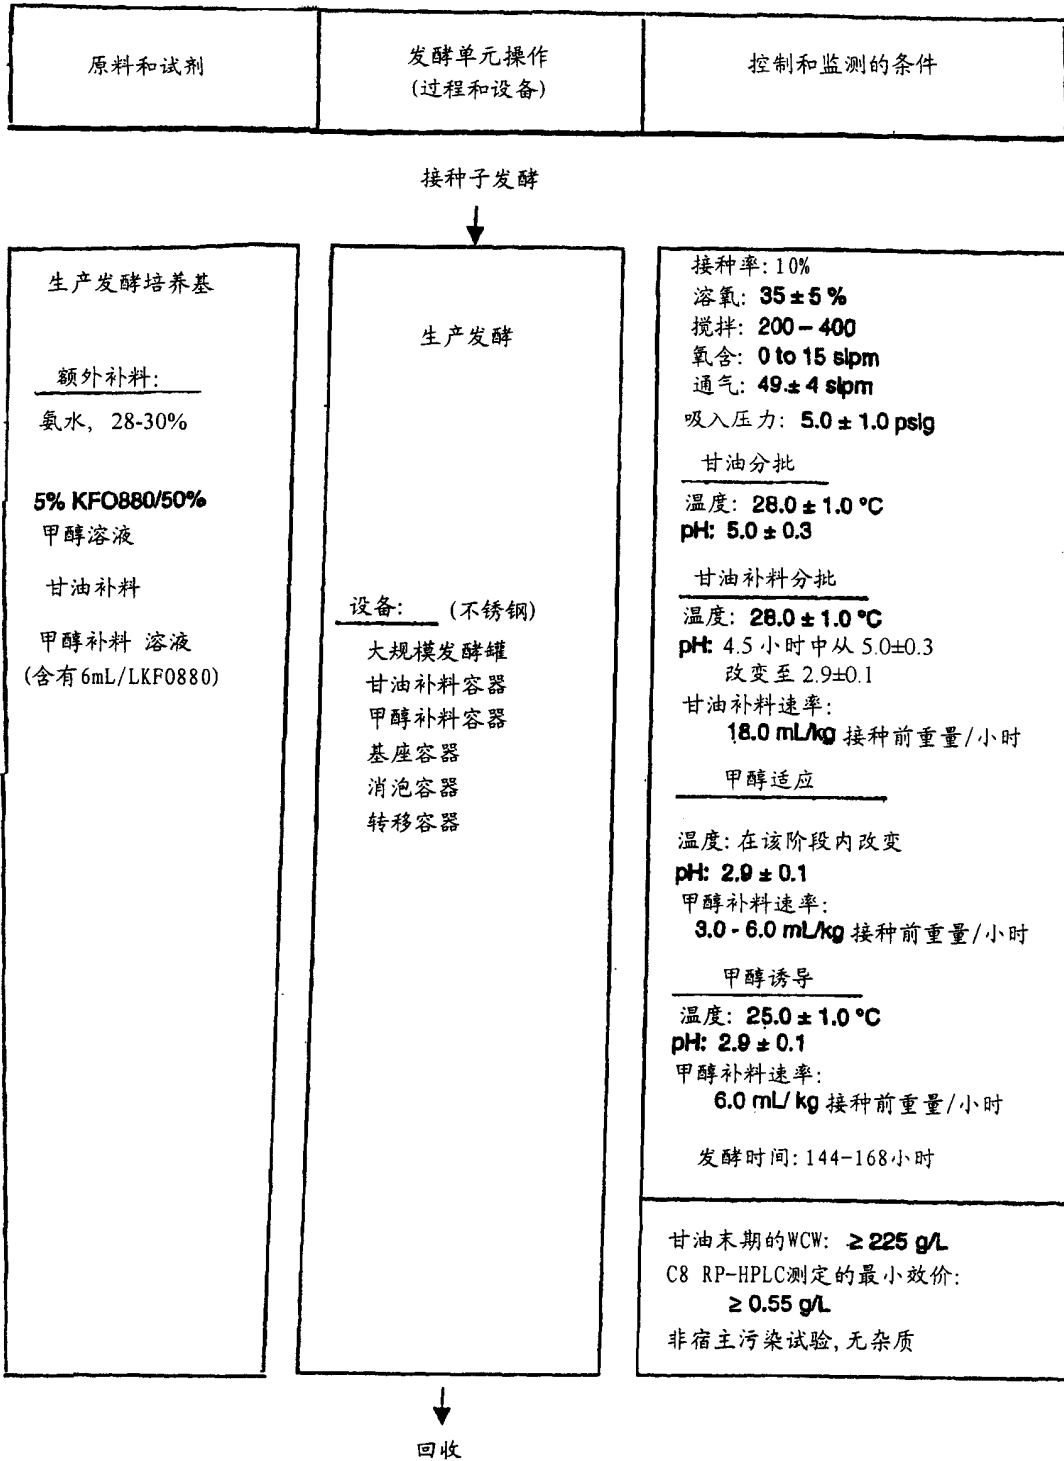 原料和试剂
发酵单元操作
(过程和设备)
控制和监测的条件
接种子发酵
生产发酵培养基
额外补料:
氨水, 28-30%
5% KFO880/50%
甲醇溶液
甘油补料
甲醇补料 溶液
(含有6mL/LKFO880)
生产发酵
设备: (不锈钢)
大规模发酵罐
甘油补料容器
甲醇补料容器
基座容器
消泡容器
转移容器
接种率: 10%
溶氧: 35 ± 5 %
搅拌: 200 – 400
氧含: 0 to 15 slpm
通气: 49.± 4 slpm
吸入压力: 5.0 ± 1.0 psig
甘油分批
温度: 28.0 ± 1.0 °C
pH: 5.0 ± 0.3
甘油补料分批
温度: 28.0 ± 1.0 °C
pH: 4.5 小时中从 5.0±0.3
改变至 2.9±0.1
甘油补料速率:
18.0 mL/kg 接种前重量/小时
甲醇适应
温度: 在该阶段内改变
pH: 2.9 ± 0.1
甲醇补料速率:
3.0 - 6.0 mL/kg 接种前重量/小时
甲醇诱导
温度: 25.0 ± 1.0 °C
pH: 2.9 ± 0.1
甲醇补料速率:
6.0 mL/ kg 接种前重量/小时
发酵时间: 144-168小时
甘油末期的WCW: ≥ 225 g/L
C8 RP-HPLC测定的最小效价:
≥ 0.55 g/L
非宿主污染试验, 无杂质
回收